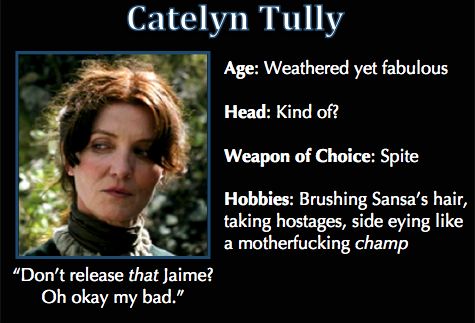 Catelyn Tully
Age: Weathered yet fabulous
Head: Kind of?
Weapon of Choice: Spite
Hobbies: Brushing Sansa's hair,
taking hostages, side eying like
a motherfucking champ
"Don't release that Jaime?
Oh okay my bad."